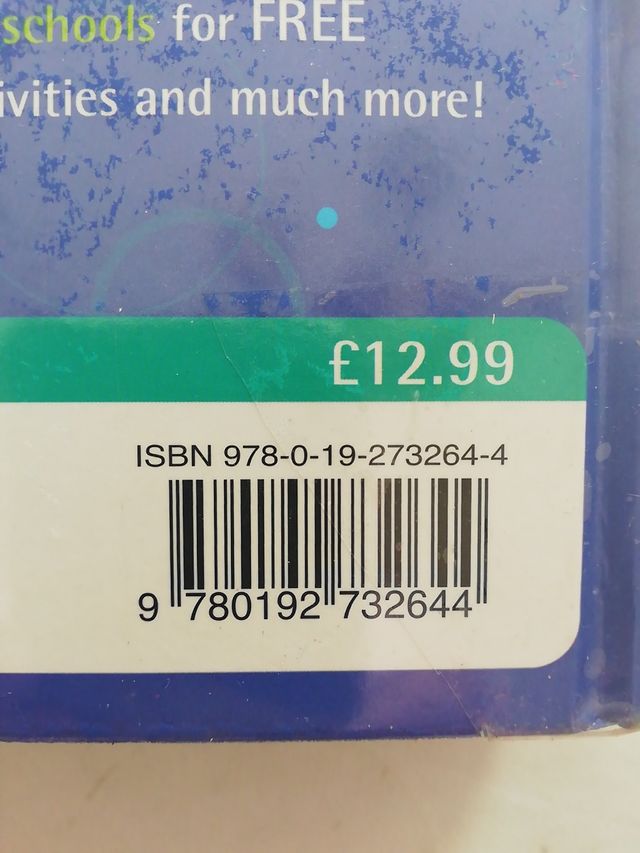 schools for FREE
ivities and much more!
£12.99
ISBN 978-0-19-273264-4
9 780192 732644